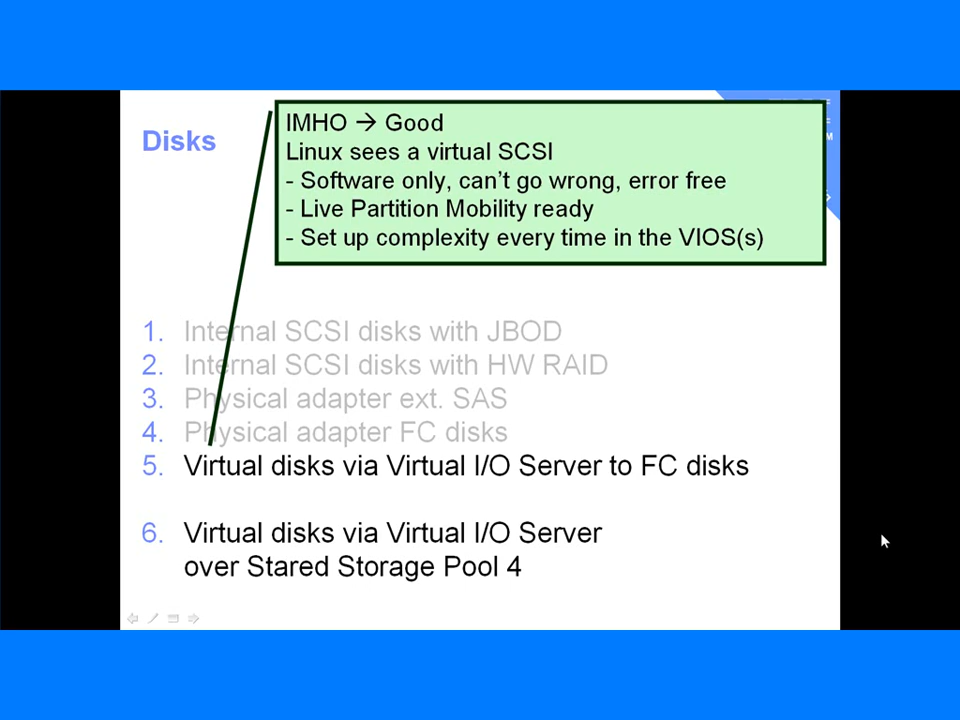 Disks
IMHO → Good
Linux sees a virtual SCSI
- Software only, can't go wrong, error free
- Live Partition Mobility ready
- Set up complexity every time in the VIOS(s)
1. Internal SCSI disks with JBOD
2. Internal SCSI disks with HW RAID
3. Physical adapter ext. SAS
4. Physical adapter FC disks
5. Virtual disks via Virtual I/O Server to FC disks
6. Virtual disks via Virtual I/O Server
over Stared Storage Pool 4